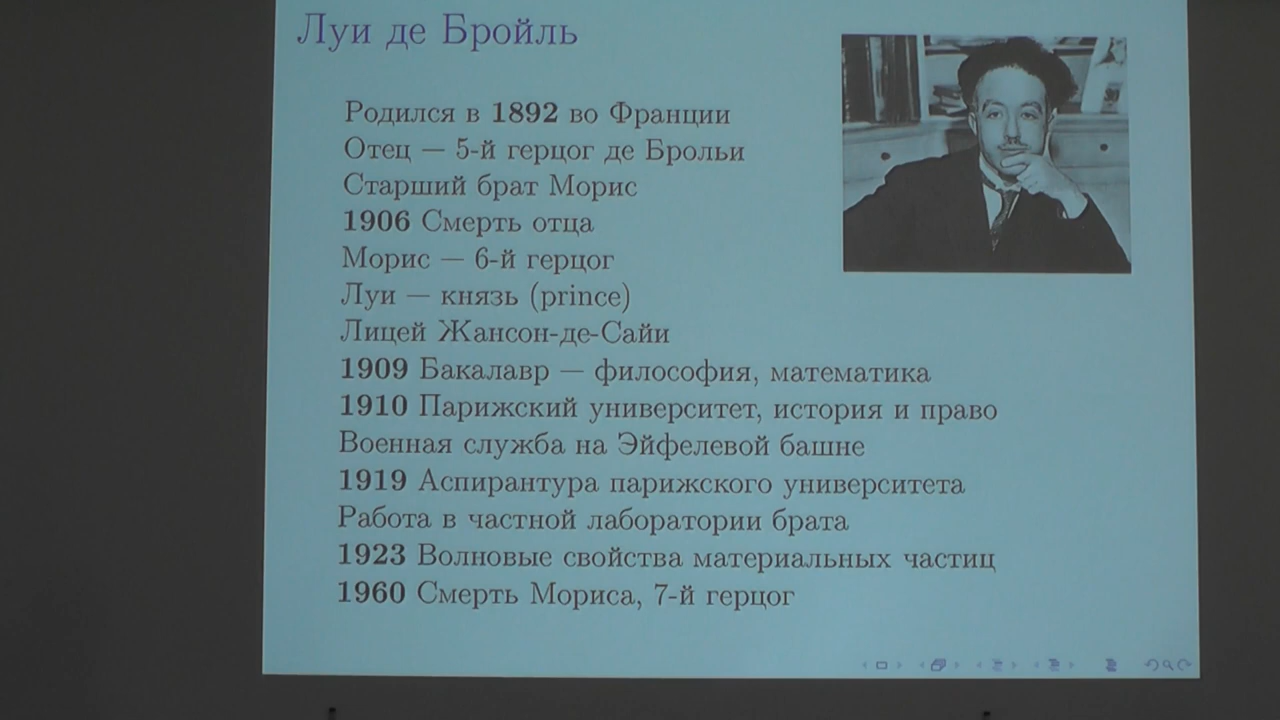 Луи де Бройль
Родился в 1892 во Франции
Отец — 5-й герцог де Брольи
Старший брат Морис
1906 Смерть отца
Морис — 6-й герцог
Луи — князь (prince)
Лицей Жансон-де-Сайи
1909 Бакалавр — философия, математика
1910 Парижский университет, история и право
Военная служба на Эйфелевой башне
1919 Аспирантура парижского университета
Работа в частной лаборатории брата
1923 Волновые свойства материальных частиц
1960 Смерть Мориса, 7-й герцог